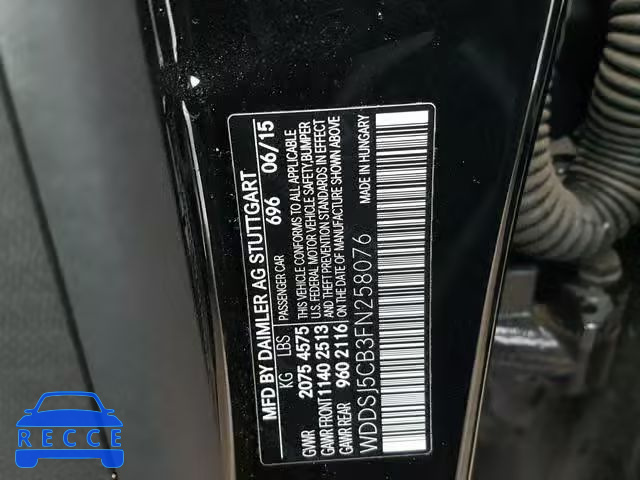 MFD BY DAIMLER AG STUTTGART
PASSENGER CAR 696 06/15
KG LBS
THIS VEHICLE CONFORMS TO ALL APPLICABLE
U.S. FEDERAL MOTOR VEHICLE SAFETY,BUMPER
AND THEFT PREVENTION STANDARDS IN EFFECT
ON THE DATE OF MANUFACTURE SHOWN ABOVE
GVWR 2075 4575
GAWR FRONT 1140 2513
GAWR REAR 960 2116
WDDSJ5CB3FN258076
MADE IN HUNGARY
RECCE